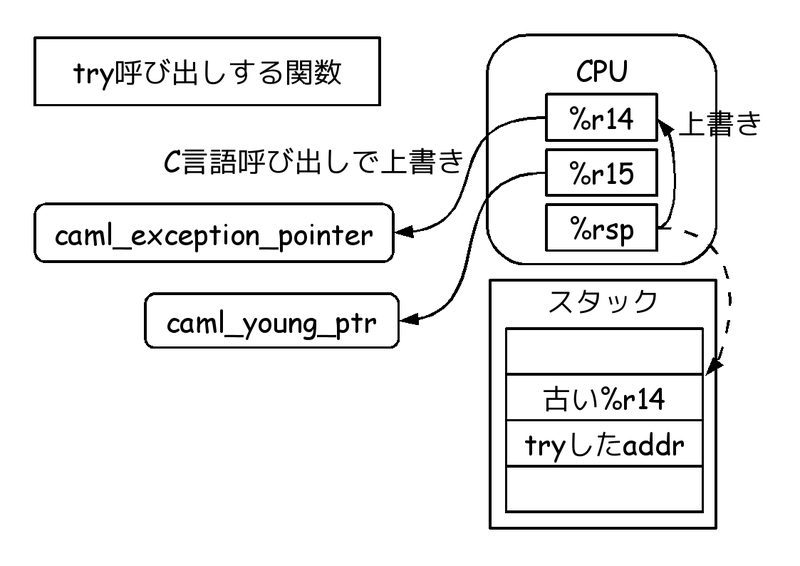 try呼び出しする関数
CPU
%r14
上書き
C言語呼び出しで上書き
%r15
caml_exception_pointer
%rsp
caml_young_ptr
スタック
古い%r14
tryしたaddr